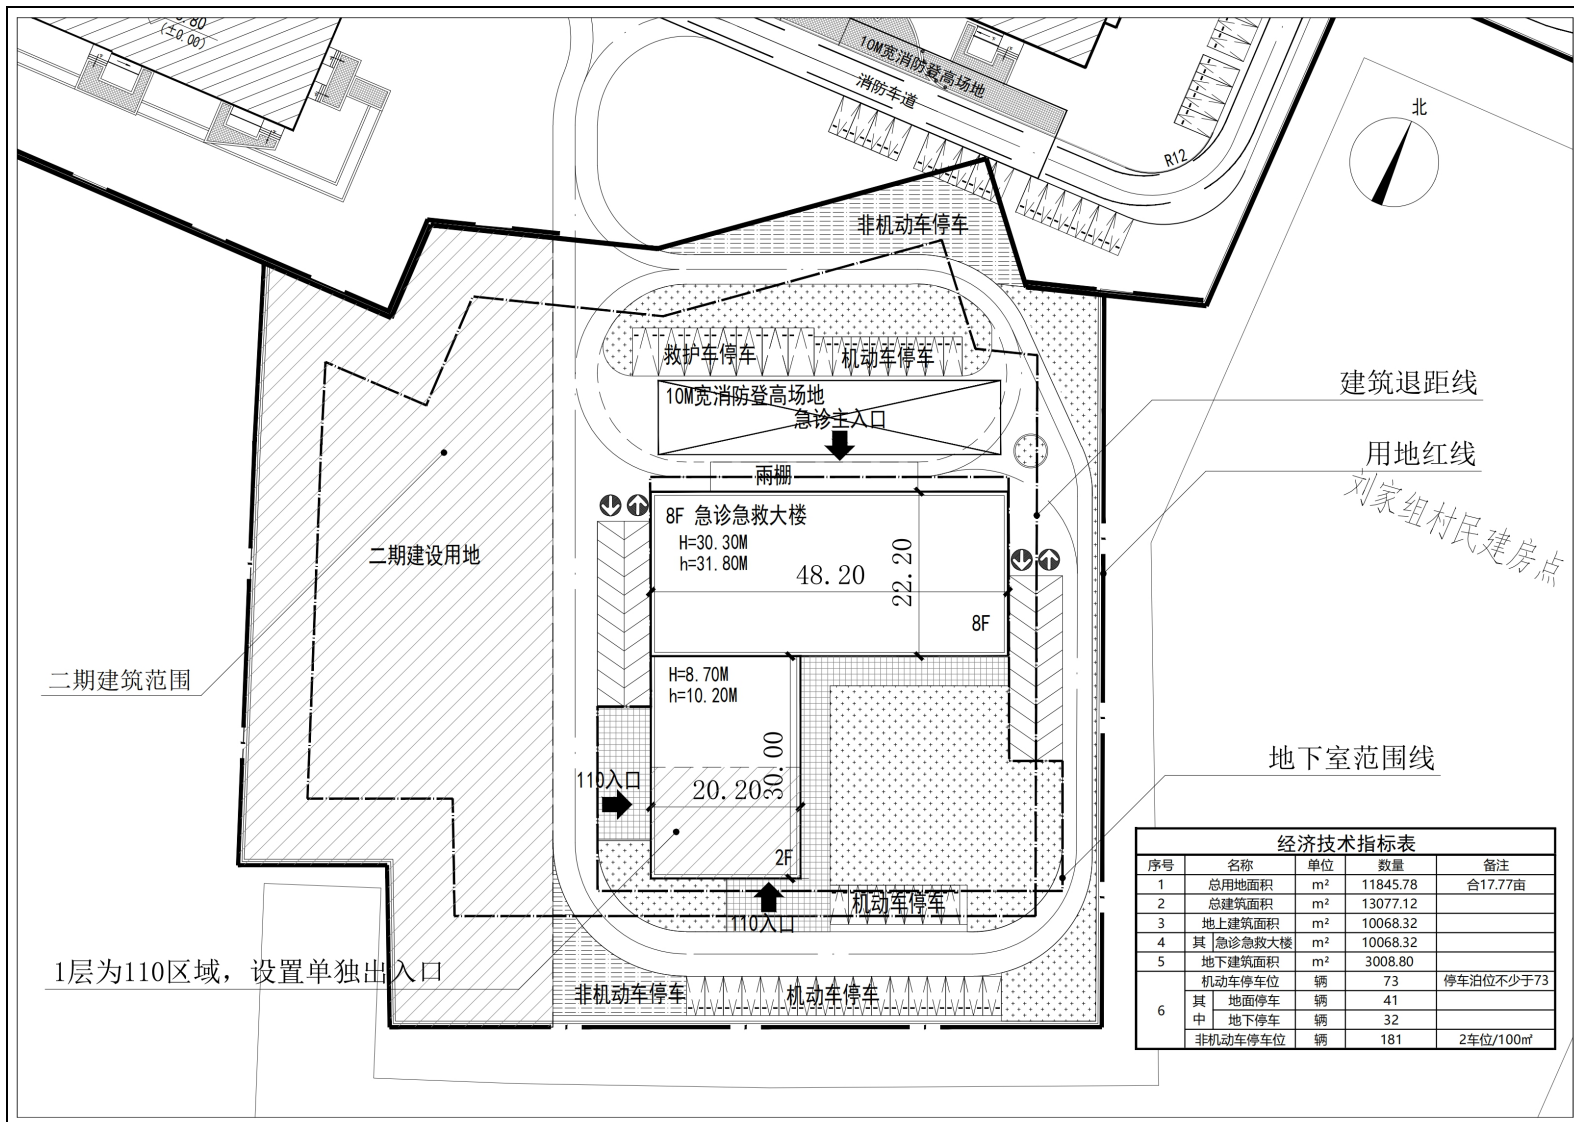 (±0.00)
10M宽消防登高场地
消防车道
R12
北
非机动车停车
救护车停车
机动车停车
10M宽消防登高场地
急诊主入口
建筑退距线
用地红线
刘家组村民建房点
雨棚
8F 急诊急救大楼
H=30.30M
h=31.80M
48.20
22.20
8F
二期建设用地
二期建筑范围
H=8.70M
h=10.20M
30.00
20.20
110入口
2F
地下室范围线
机动车停车
110入口
1层为110区域，设置单独出入口
非机动车停车
机动车停车
经济技术指标表
序号 名称 单位 数量 备注
1 总用地面积 m² 11845.78 合17.77亩
2 总建筑面积 m² 13077.12
3 地上建筑面积 m² 10068.32
4 其 急诊急救大楼 m² 10068.32
5 地下建筑面积 m² 3008.80
6 机动车停车位 辆 73 停车泊位不少于73
其中 地面停车 辆 41
地下停车 辆 32
非机动车停车位 辆 181 2车位/100㎡